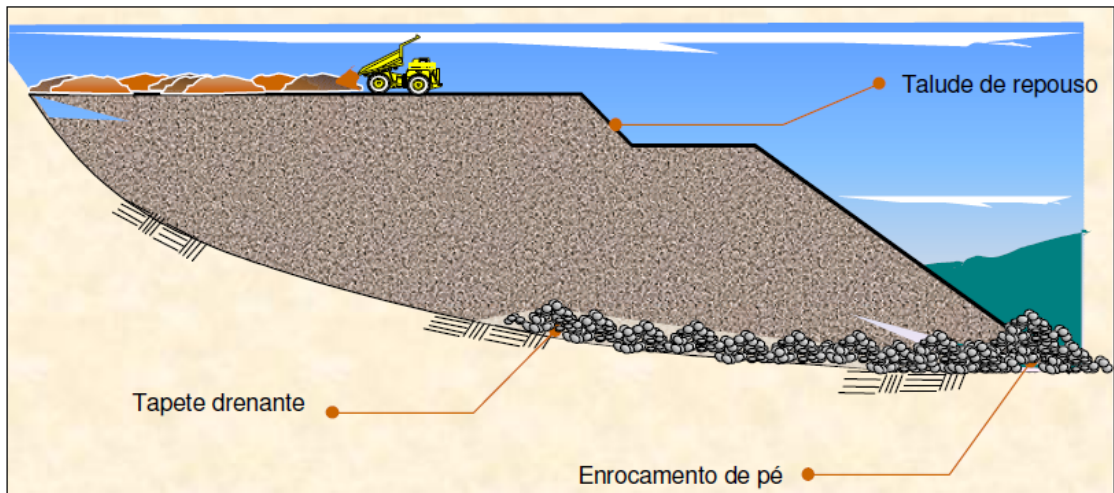 Talude de repouso
Tapete drenante
Enrocamento de pé